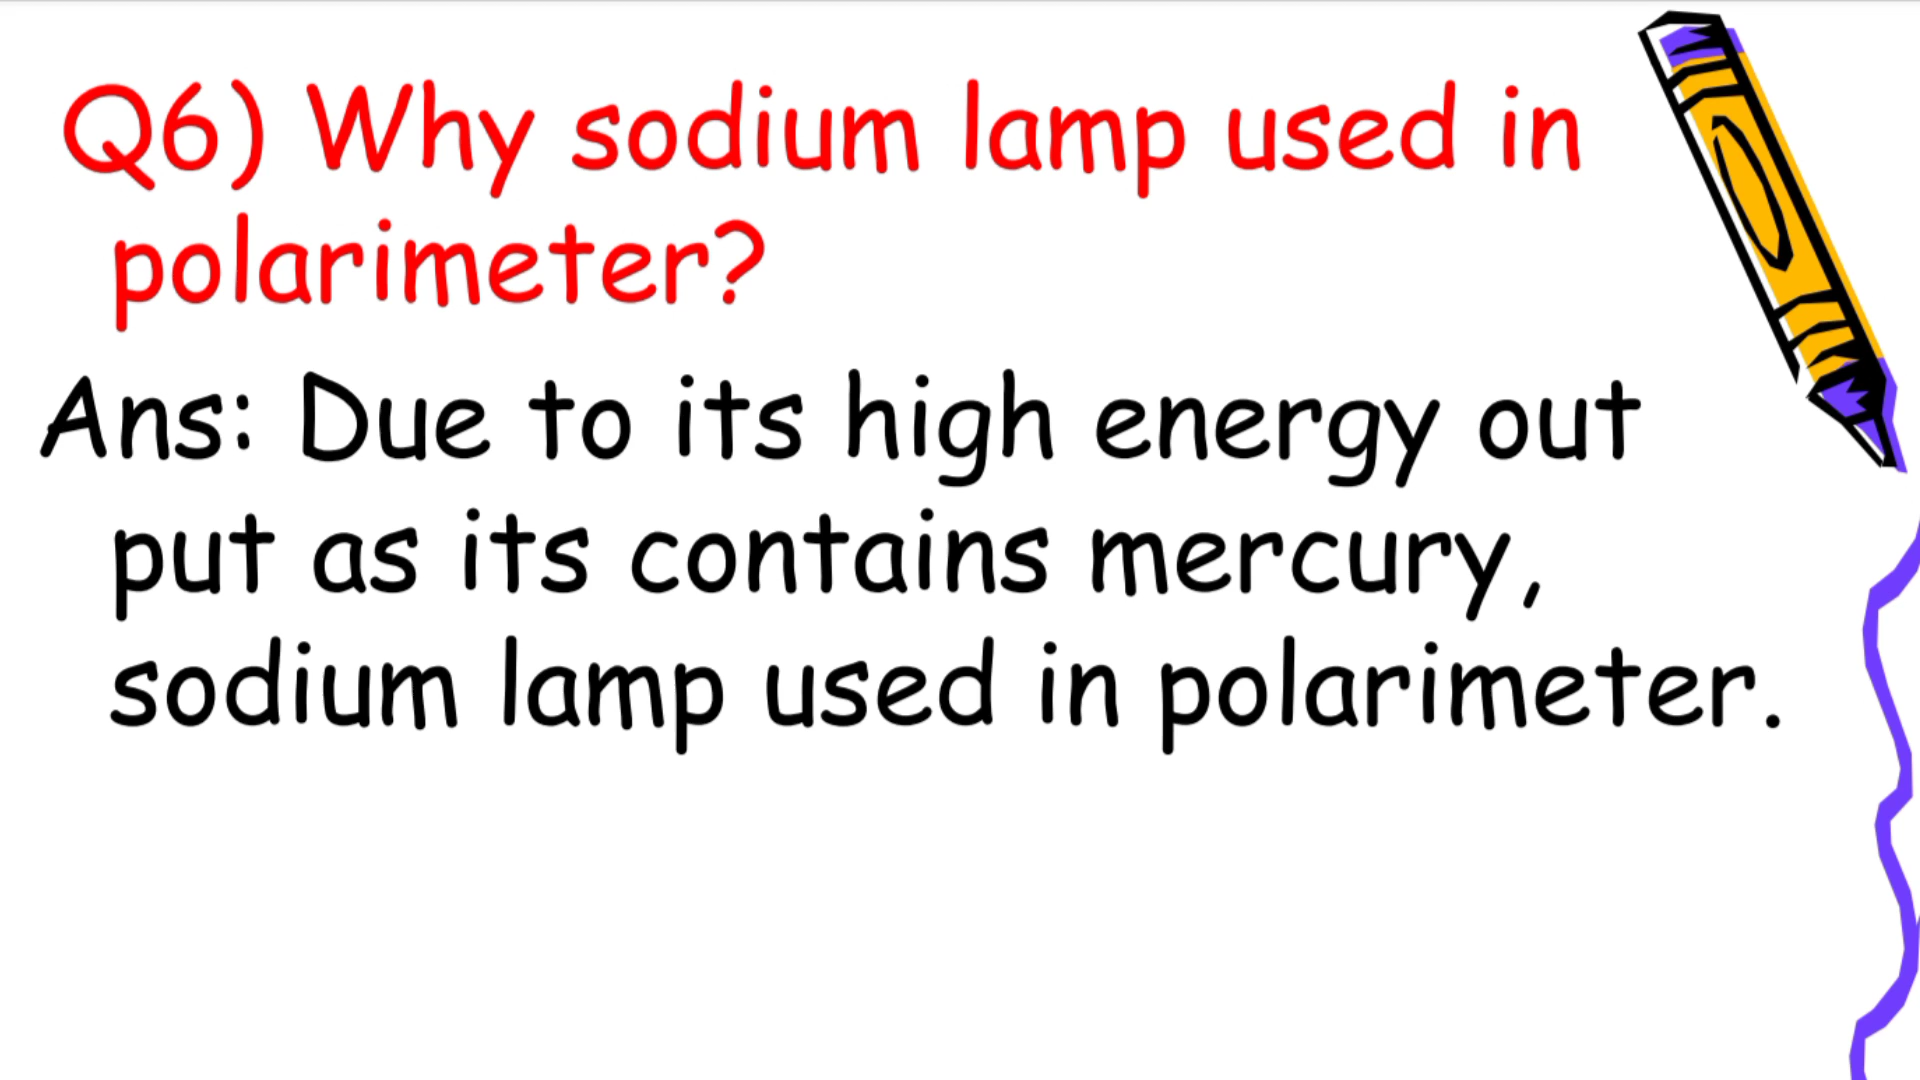 Q6) Why sodium lamp used in
polarimeter?
Ans: Due to its high energy out
put as its contains mercury,
sodium lamp used in polarimeter.